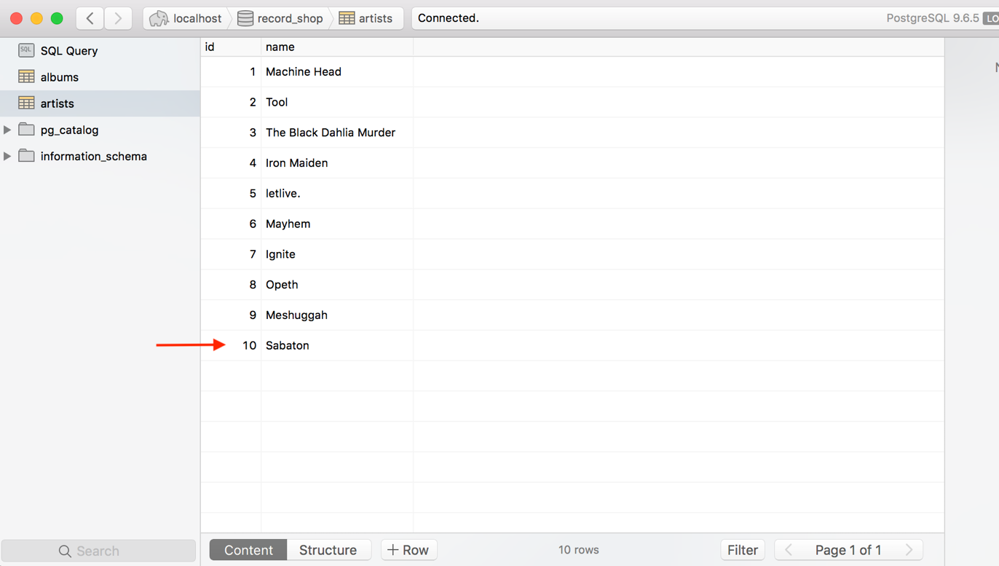 localhost record_shop artists Connected. PostgreSQL 9.6.5 LO
SQL SQL Query
albums
artists
pg_catalog
information_schema
id name
1 Machine Head
2 Tool
3 The Black Dahlia Murder
4 Iron Maiden
5 letlive.
6 Mayhem
7 Ignite
8 Opeth
9 Meshuggah
10 Sabaton
Search Content Structure + Row 10 rows Filter Page 1 of 1